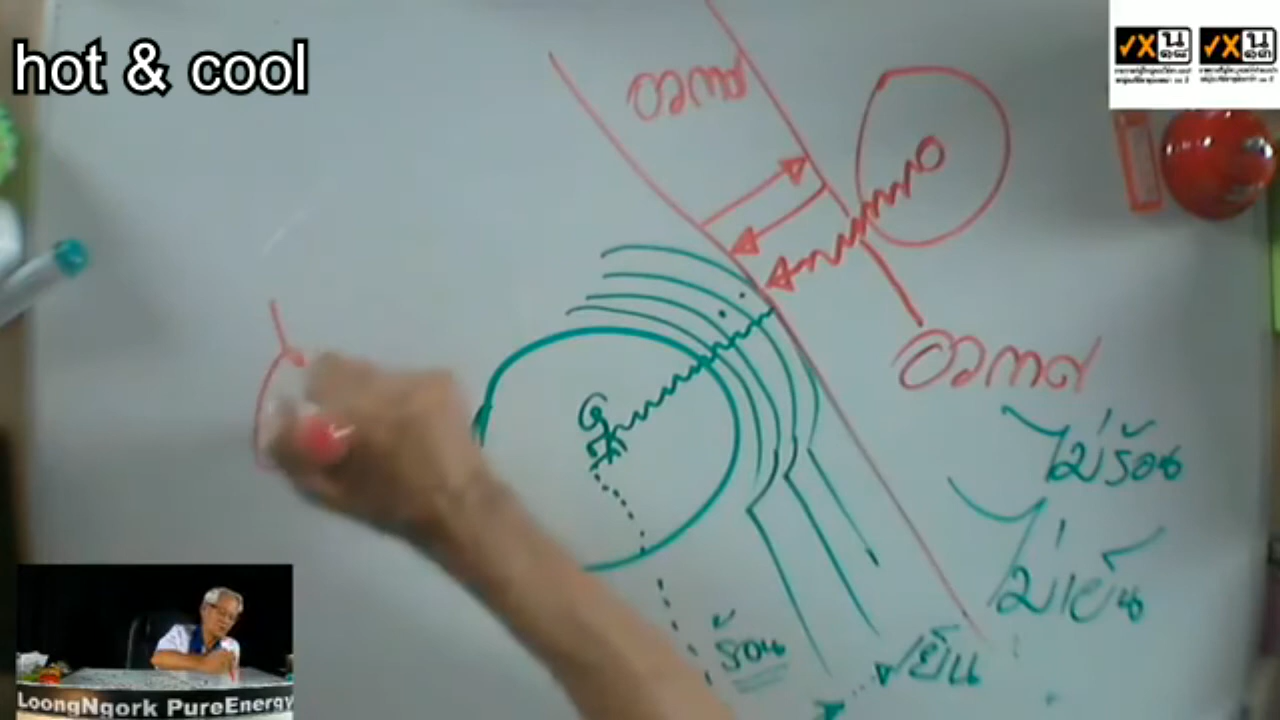 hot & cool
อวกาศ
อวกาศ
ไม่ร้อน
ไม่เย็น
ร้อน
เย็น
LoongNgork PureEnergy